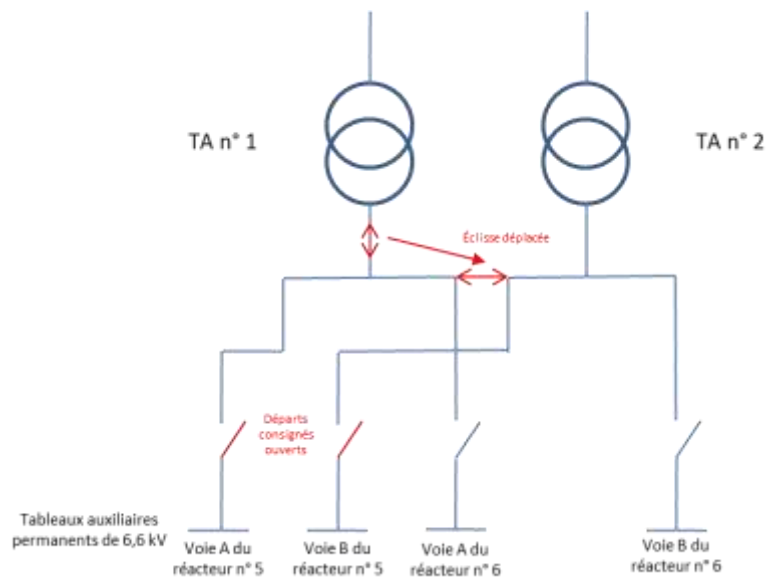 TA n° 1
TA n° 2
Éclisse déplacée
Départs
consignés
ouverts
Tableaux auxiliaires
permanents de 6,6 kV
Voie A du
réacteur n° 5
Voie B du
réacteur n° 5
Voie A du
réacteur n° 6
Voie B du
réacteur n° 6